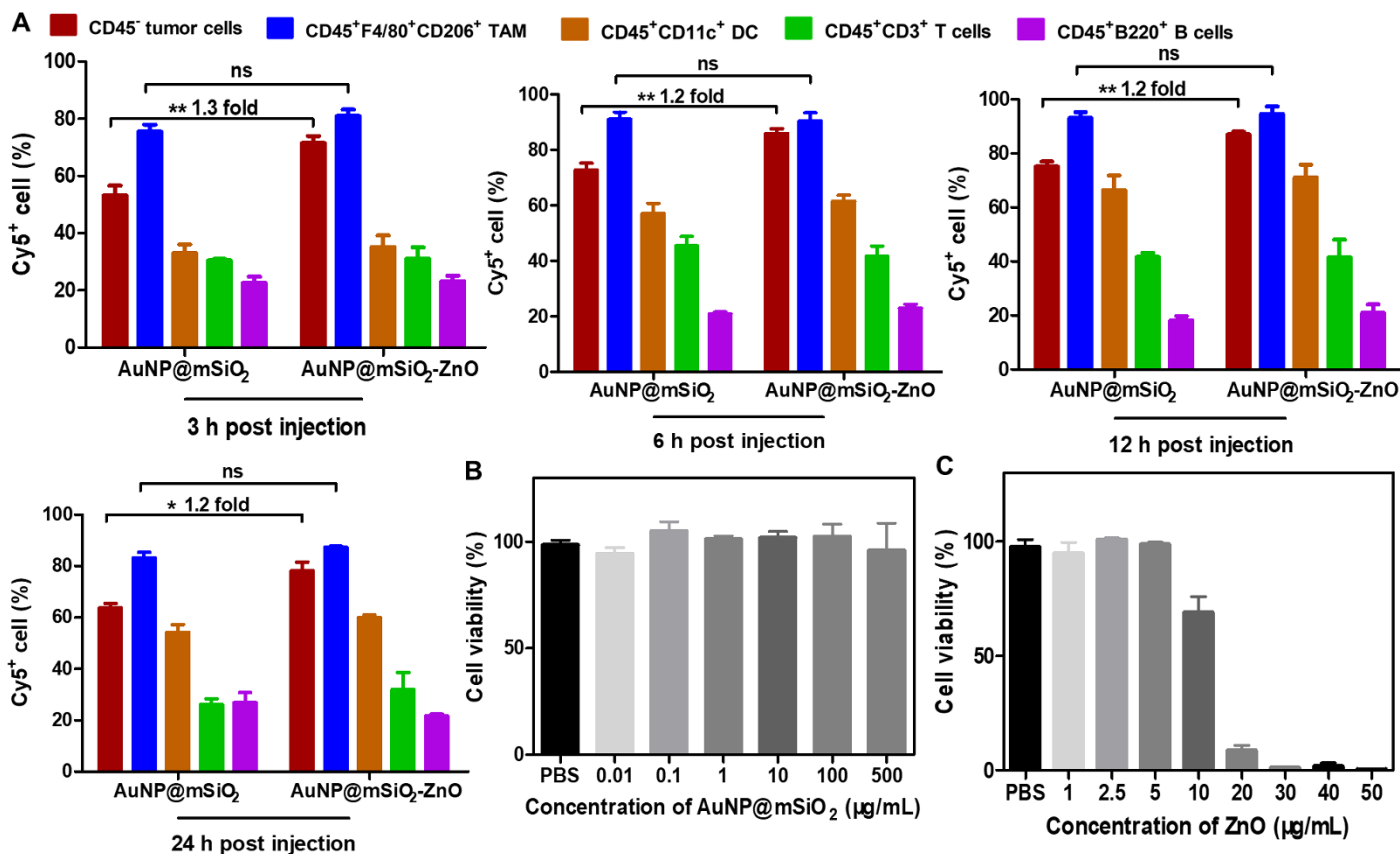 A
CD45⁻ tumor cells
CD45⁺F4/80⁺CD206⁺ TAM
CD45⁺CD11c⁺ DC
CD45⁺CD3⁺ T cells
CD45⁺B220⁺ B cells
Cy5⁺ cell (%)
100
80
60
40
20
0
ns
** 1.3 fold
AuNP@mSiO₂
AuNP@mSiO₂-ZnO
3 h post injection
Cy5⁺ cell (%)
100
80
60
40
20
0
ns
** 1.2 fold
AuNP@mSiO₂
AuNP@mSiO₂-ZnO
6 h post injection
Cy5⁺ cell (%)
100
80
60
40
20
0
ns
** 1.2 fold
AuNP@mSiO₂
AuNP@mSiO₂-ZnO
12 h post injection
Cy5⁺ cell (%)
100
80
60
40
20
0
ns
* 1.2 fold
AuNP@mSiO₂
AuNP@mSiO₂-ZnO
24 h post injection
B
Cell viability (%)
100
50
0
PBS 0.01 0.1 1 10 100 500
Concentration of AuNP@mSiO₂ (µg/mL)
C
Cell viability (%)
100
50
0
PBS 1 2.5 5 10 20 30 40 50
Concentration of ZnO (µg/mL)